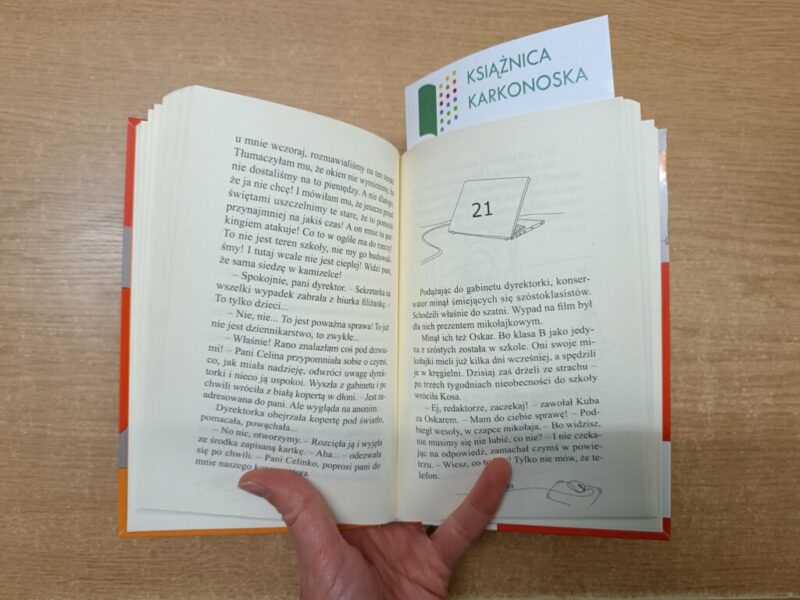 u mnie wczoraj, rozmawialiśmy na ten temat.
Tłumaczyłam mu, że okien nie wymienimy, bo
nie dostaliśmy na to pieniędzy. A nie dlatego,
że ja nie chcę! I mówiłam mu, że jeszcze przed
świętami uszczelnimy te stare, że to pomoże
przynajmniej na jakiś czas! A on mnie tu par-
kingiem atakuje! Co to w ogóle ma do rzeczy?
To nie jest teren szkoły, nie my go budowali-
śmy! I tutaj wcale nie jest cieplej! Widzi pani,
że sama siedzę w kamizelce!
– Spokojnie, pani dyrektor. – Sekretarka na
wszelki wypadek zabrała z biurka filiżankę. –
To tylko dzieci...
– Nie, nie... To jest poważna sprawa! To już
nie jest dziennikarstwo, to zwykłe...
– Właśnie! Rano znalazłam coś pod drzwia-
mi! – Pani Celina przypomniała sobie o czymś,
co, jak miała nadzieję, odwróci uwagę dyrek-
torki i nieco ją uspokoi. Wyszła z gabinetu i po
chwili wróciła z białą kopertą w dłoni. – Jest za-
adresowana do pani. Ale wygląda na anonim.
Dyrektorka obejrzała kopertę pod światło,
pomacała, powąchała...
– No nic, otworzymy. – Rozcięła ją i wyjęła
ze środka zapisaną kartkę. – Aha... – odezwała
się po chwili. – Pani Celinko, poprosi pani do
mnie naszego
KSIĄŻNICA
KARKONOSKA
21
Podążając do gabinetu dyrektorki, konser-
wator minął śmiejących się szóstoklasistów.
Schodzili właśnie do szatni. Wypad na film był
dla nich prezentem mikołajkowym.
Minął ich też Oskar. Bo klasa B jako jedy-
na z szóstych została w szkole. Oni swoje mi-
kołajki mieli już kilka dni wcześniej, a spędzili
je w kręgielni. Dzisiaj zaś drżeli ze strachu –
po trzech tygodniach nieobecności do szkoły
wróciła Kosa.
– Ej, redaktorze, zaczekaj! – zawołał Kuba
za Oskarem. – Mam do ciebie sprawę! – Pod-
biegł wesoły, w czapce mikołaja. – Bo widzisz,
nie musimy się nie lubić, co nie? – I nie czeka-
jąc na odpowiedź, zamachał czymś w powie-
trzu. – Wiesz, co Tylko nie mów, że te-
lefon.